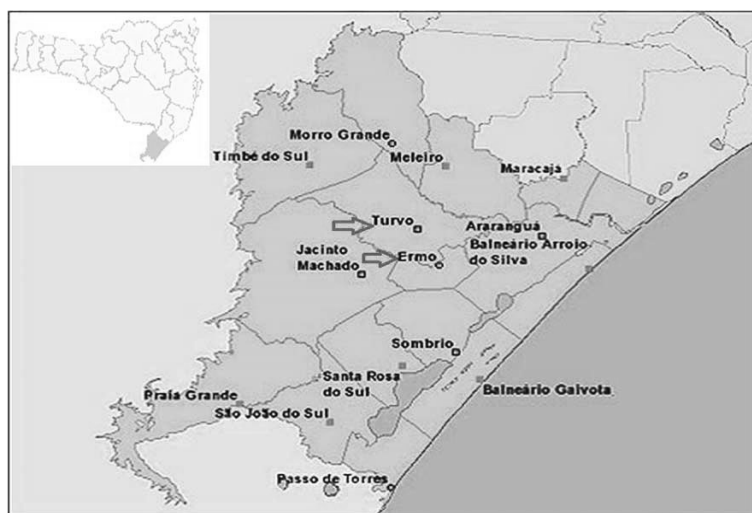 Morro Grande
Timbé do Sul
Meleiro
Maracajá
Turvo
Araranguá
Balneário Arroio
do Silva
Jacinto
Machado
Ermo
Sombrio
Santa Rosa
do Sul
Balneário Gaivota
Praia Grande
São João do Sul
Passo de Torres